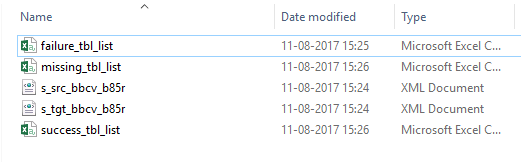 Name Date modified Type
failure_tbl_list 11-08-2017 15:25 Microsoft Excel C...
missing_tbl_list 11-08-2017 15:26 Microsoft Excel C...
s_src_bbcv_b85r 11-08-2017 15:24 XML Document
s_tgt_bbcv_b85r 11-08-2017 15:24 XML Document
success_tbl_list 11-08-2017 15:26 Microsoft Excel C...